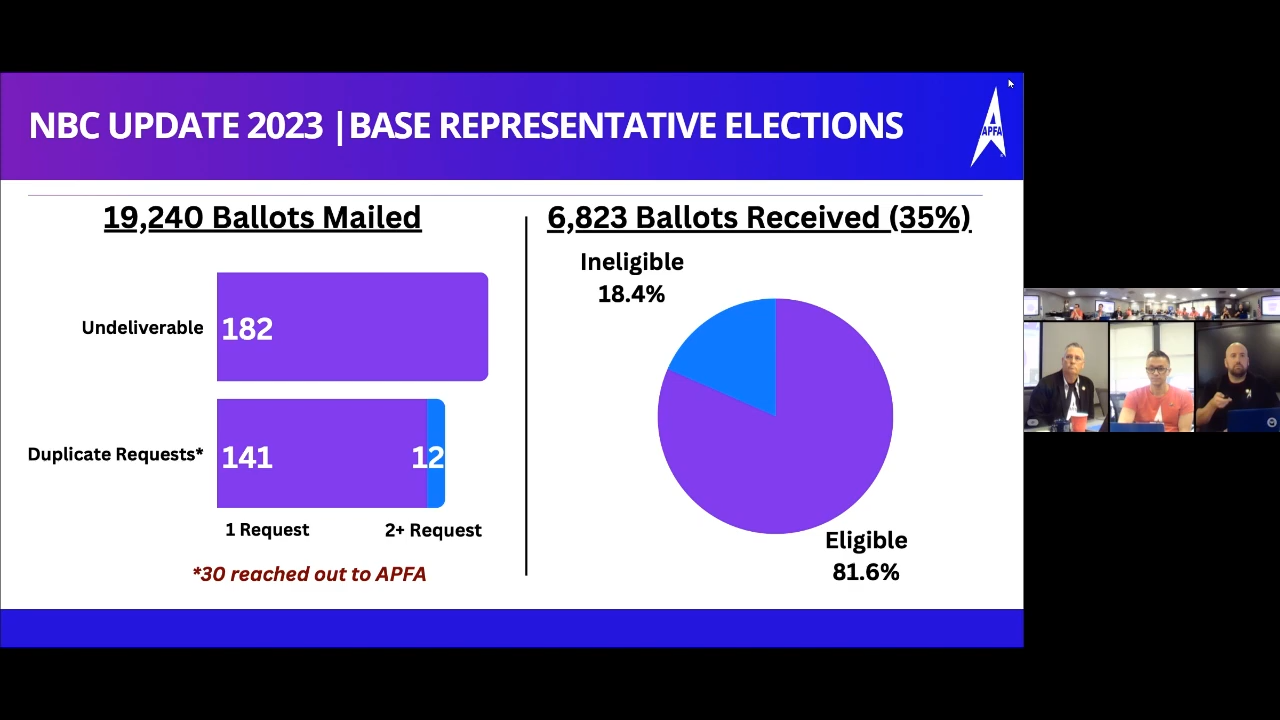 NBC UPDATE 2023 |BASE REPRESENTATIVE ELECTIONS
APFA
19,240 Ballots Mailed
Undeliverable
182
Duplicate Requests*
141
12
1 Request
2+ Request
*30 reached out to APFA
6,823 Ballots Received (35%)
Ineligible
18.4%
Eligible
81.6%